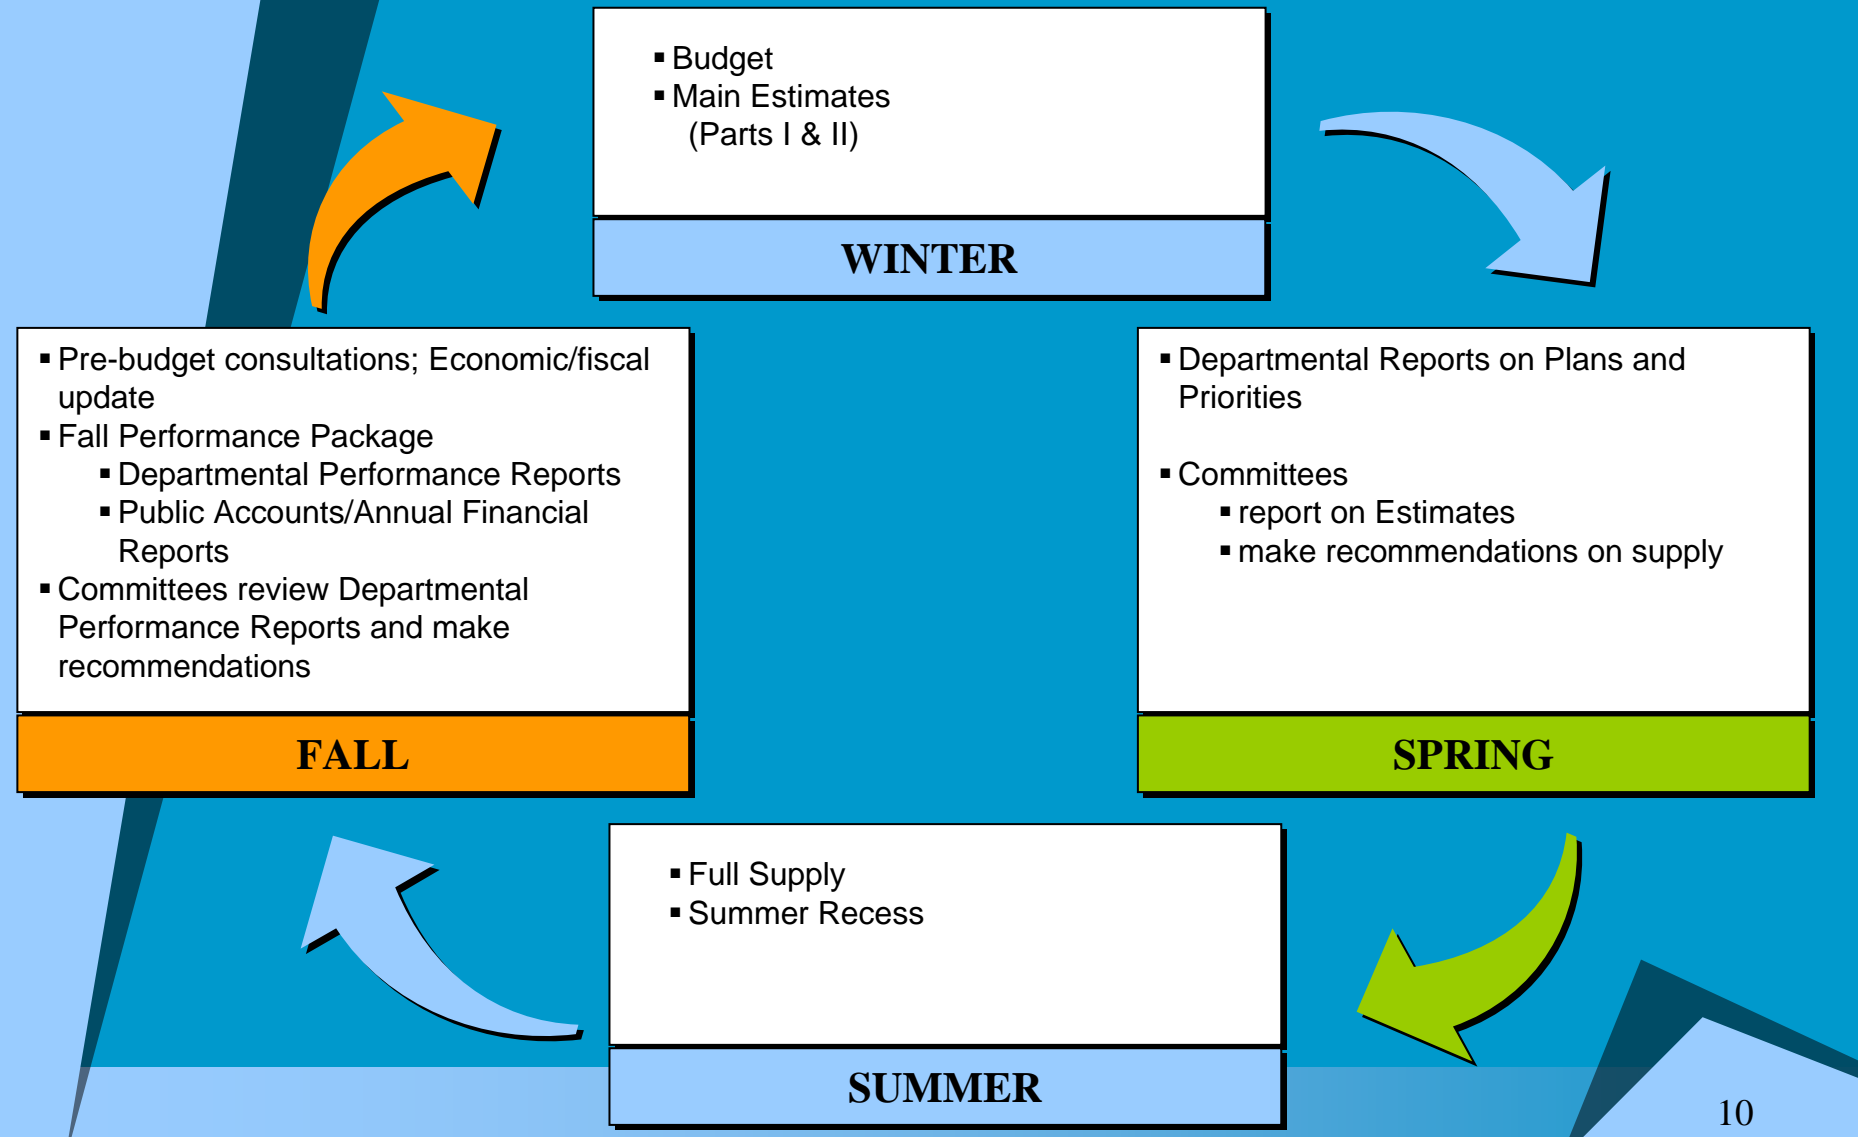 ▪ Budget
▪ Main Estimates
(Parts I & II)
WINTER
▪ Pre-budget consultations; Economic/fiscal
update
▪ Fall Performance Package
▪ Departmental Performance Reports
▪ Public Accounts/Annual Financial
Reports
▪ Committees review Departmental
Performance Reports and make
recommendations
FALL
▪ Departmental Reports on Plans and
Priorities
▪ Committees
▪ report on Estimates
▪ make recommendations on supply
SPRING
▪ Full Supply
▪ Summer Recess
SUMMER
10